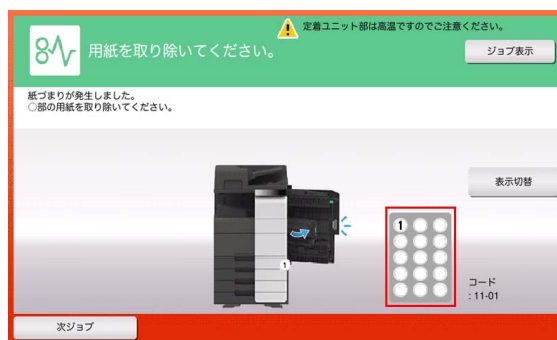 定着ユニット部は高温ですのでご注意ください。
用紙を取り除いてください。
ジョブ表示
紙づまりが発生しました。
○部の用紙を取り除いてください。
表示切替
1
1
コード
: 11-01
次ジョブ